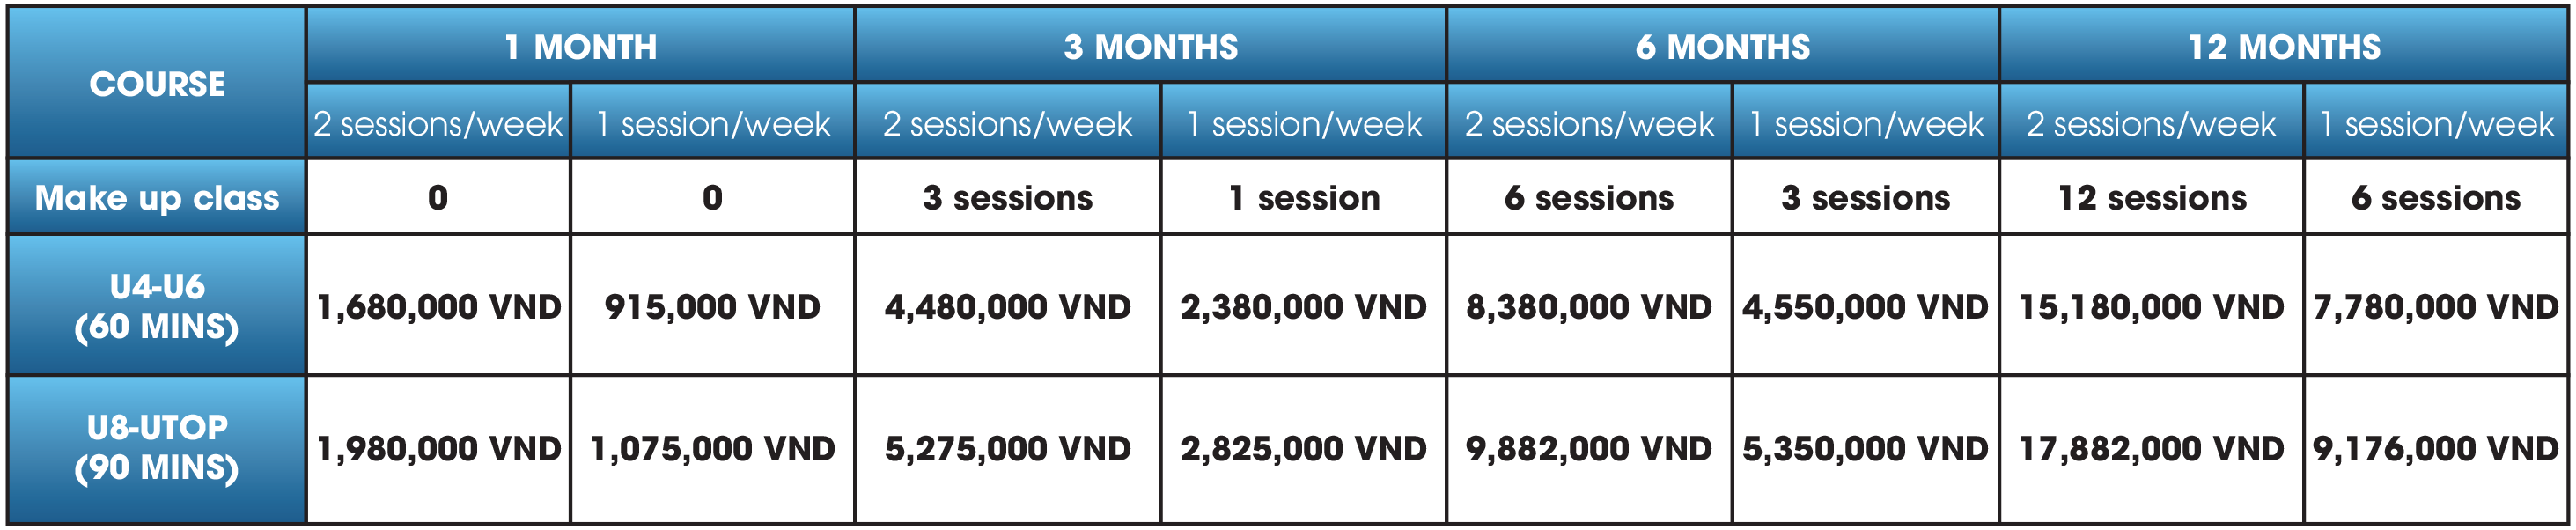 COURSE
1 MONTH 3 MONTHS 6 MONTHS 12 MONTHS
2 sessions/week 1 session/week 2 sessions/week 1 session/week 2 sessions/week 1 session/week 2 sessions/week 1 session/week
Make up class 0 0 3 sessions 1 session 6 sessions 3 sessions 12 sessions 6 sessions
U4-U6
(60 MINS)
1,680,000 VND 915,000 VND 4,480,000 VND 2,380,000 VND 8,380,000 VND 4,550,000 VND 15,180,000 VND 7,780,000 VND
U8-UTOP
(90 MINS)
1,980,000 VND 1,075,000 VND 5,275,000 VND 2,825,000 VND 9,882,000 VND 5,350,000 VND 17,882,000 VND 9,176,000 VND